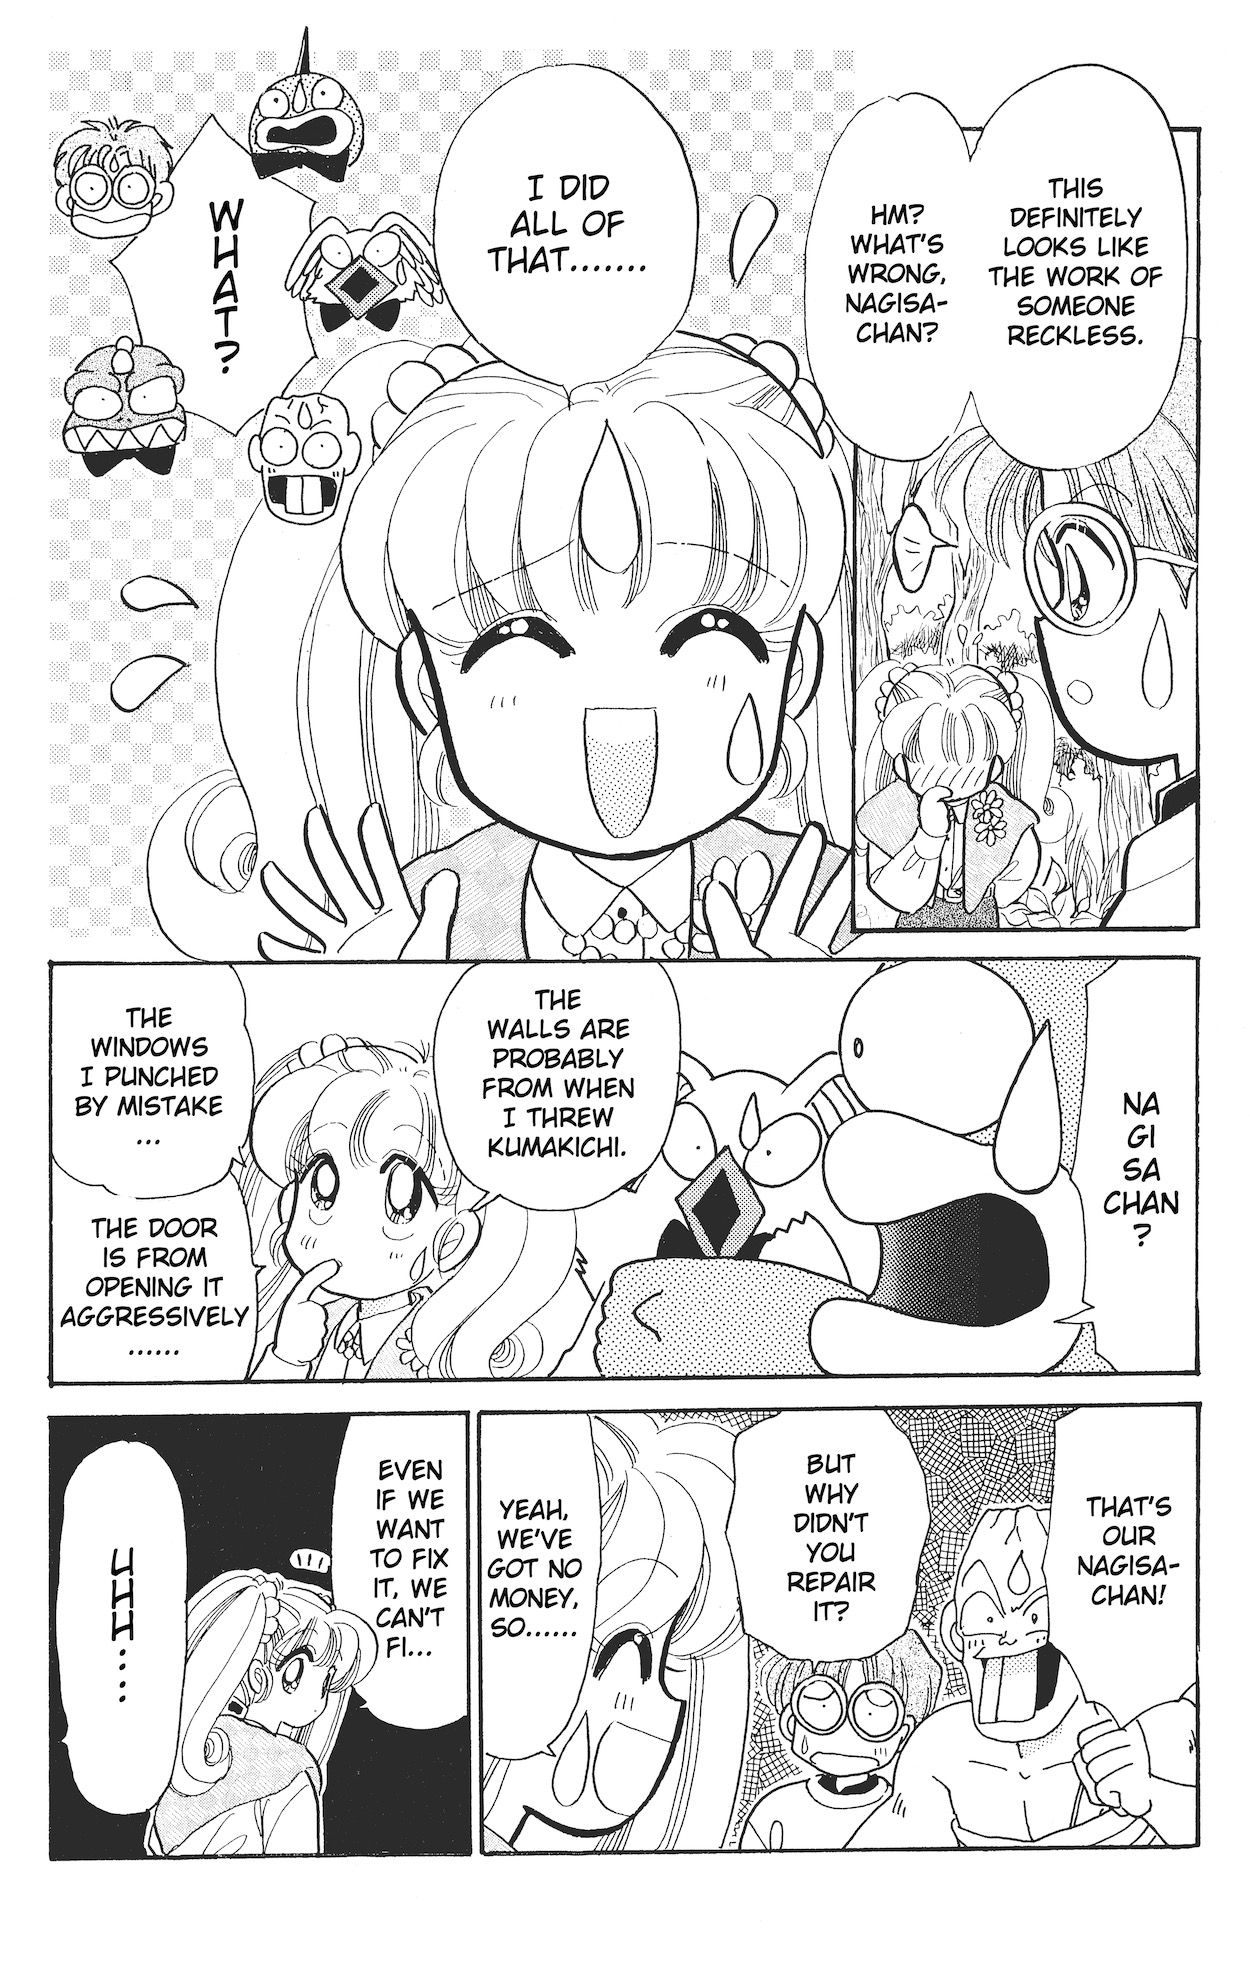 THIS
DEFINITELY
LOOKS LIKE
THE WORK OF
SOMEONE
RECKLESS.
HM?
WHAT'S
WRONG,
NAGISA-
CHAN?
I DID
ALL OF
THAT.......
WHAT?
NA
GI
SA
CHAN
?
THE
WALLS ARE
PROBABLY
FROM WHEN
I THREW
KUMAKICHI.
THE
WINDOWS
I PUNCHED
BY MISTAKE
...
THE DOOR
IS FROM
OPENING IT
AGGRESSIVELY
......
THAT'S
OUR
NAGISA-
CHAN!
BUT
WHY
DIDN'T
YOU
REPAIR
IT?
YEAH,
WE'VE
GOT NO
MONEY,
SO......
EVEN
IF WE
WANT
TO FIX
IT, WE
CAN'T
FI...
UHH....